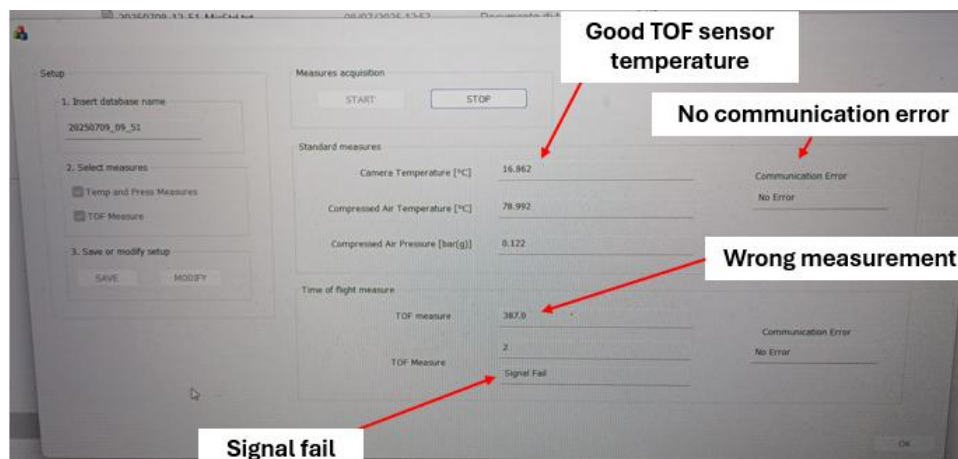 Good TOF sensor
temperature
No communication error
Setup
1. Insert database name
20250709_09_51
2. Select measures
Temp and Press Measures
TOF Measure
3. Save or modify setup
SAVE MODIFY
Measures acquisition
START STOP
Standard measures
Camera Temperature [°C] 16.862
Compressed Air Temperature [°C] 78.992
Compressed Air Pressure [bar(g)] 0.122
Communication Error
No Error
Wrong measurement
Time of flight measure
TOF measure 387.0
TOF Measure 2
Signal Fail
Communication Error
No Error
Signal fail
OK